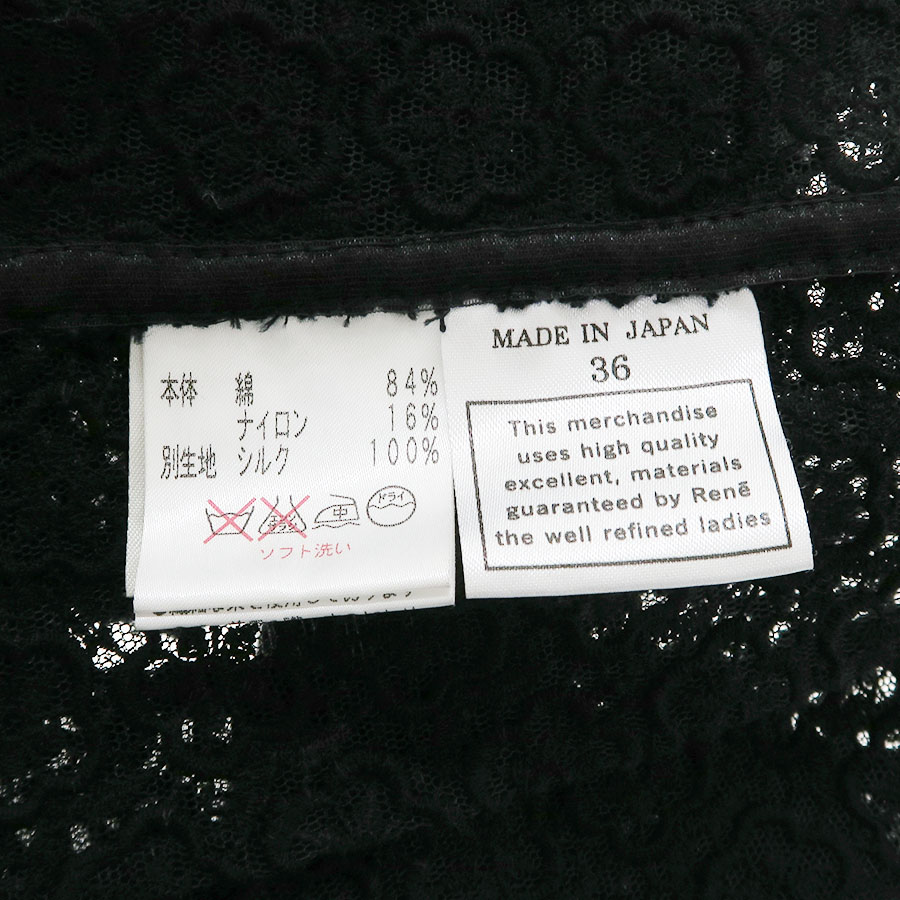 本体 綿 84%
ナイロン 16%
別生地 シルク 100%
ドライ
中
ソフト洗い
MADE IN JAPAN
36
This merchandise
uses high quality
excellent, materials
guaranteed by Renē
the well refined ladies